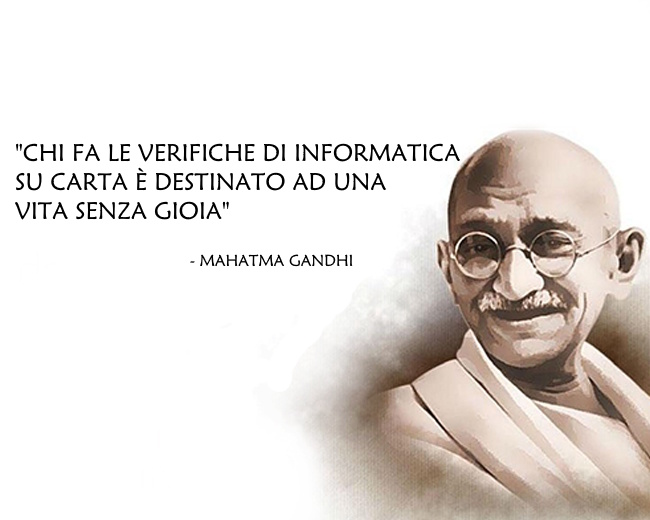 "CHI FA LE VERIFICHE DI INFORMATICA
SU CARTA È DESTINATO AD UNA
VITA SENZA GIOIA"
- MAHATMA GANDHI